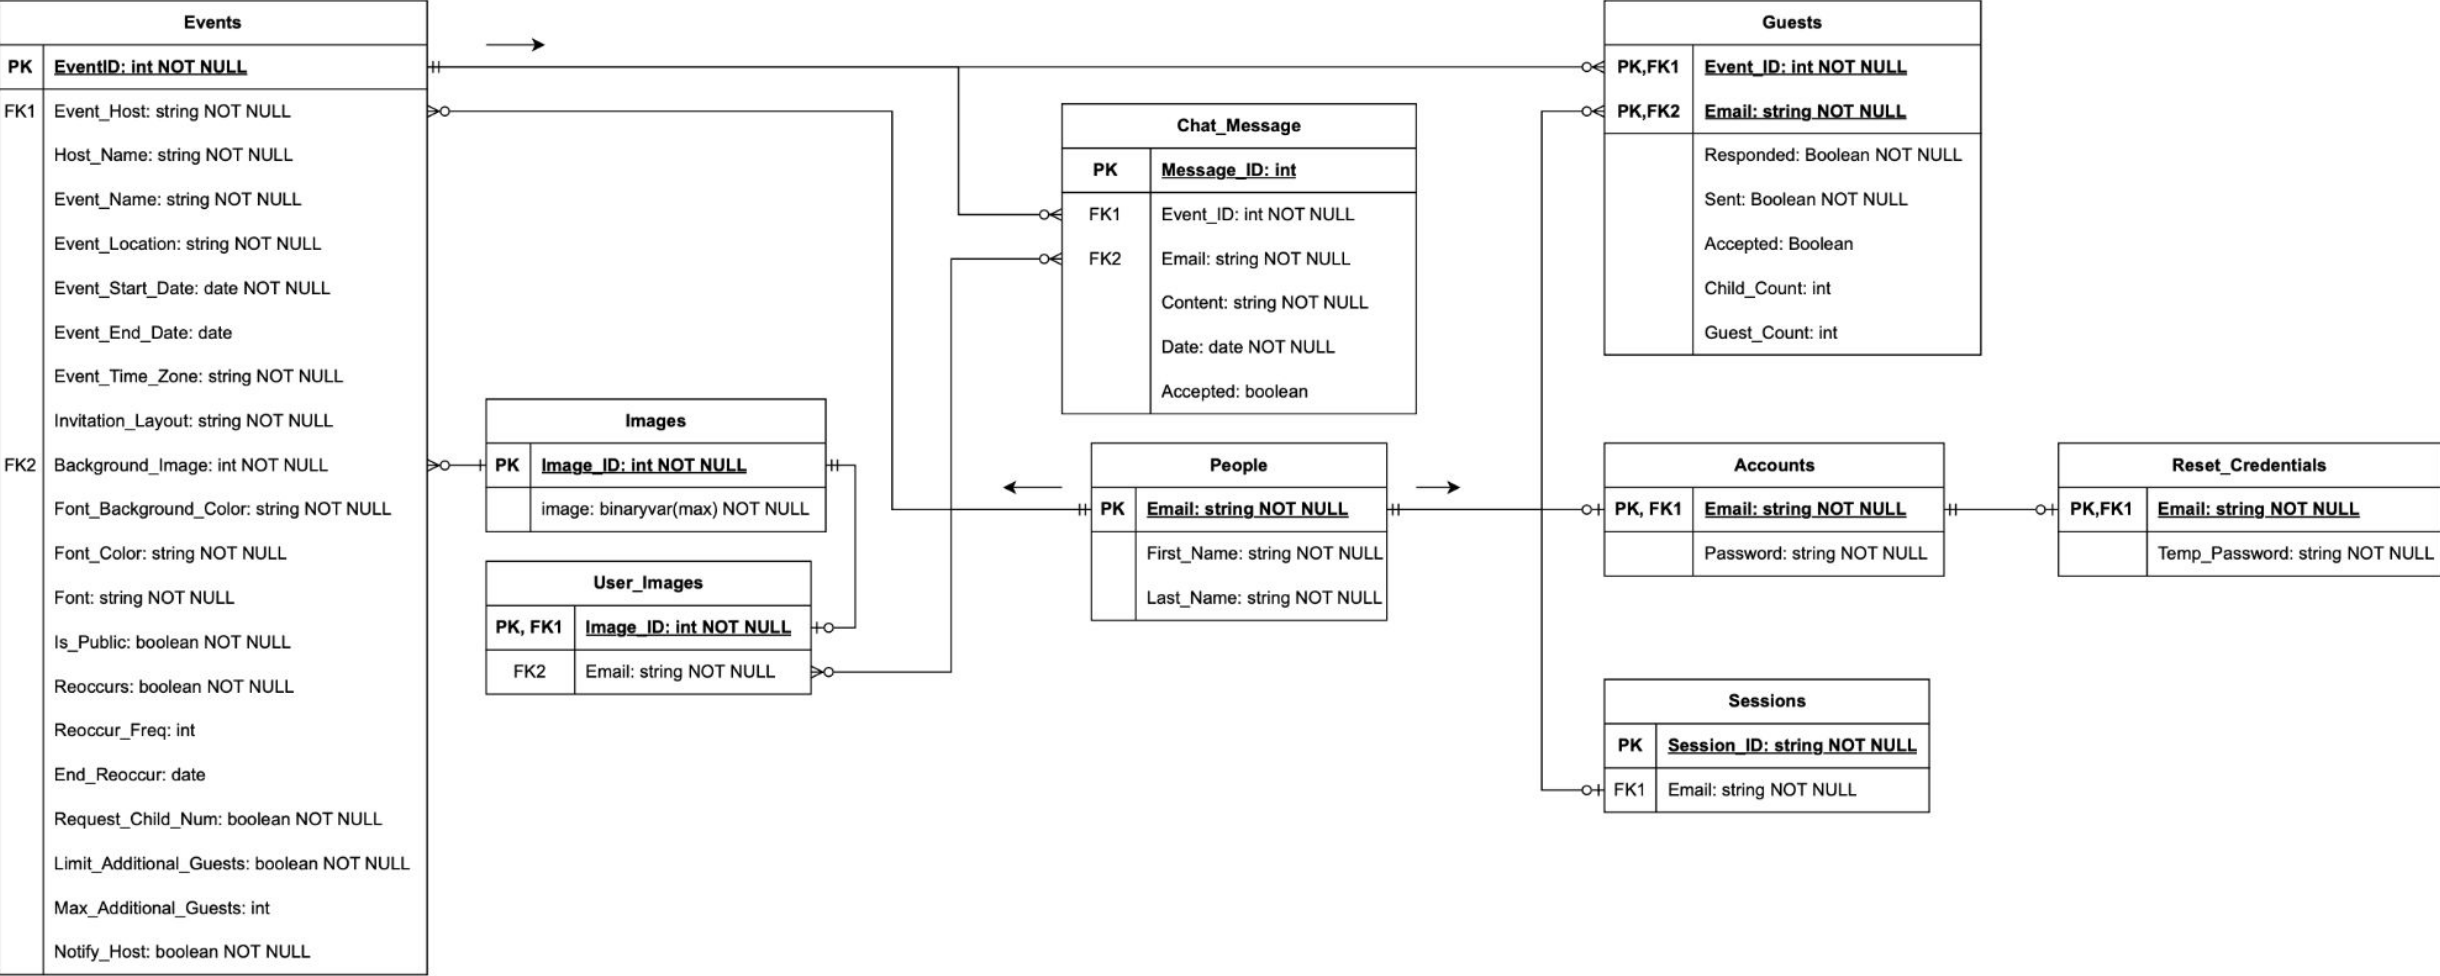 Events
PK EventID: int NOT NULL
FK1 Event_Host: string NOT NULL
Host_Name: string NOT NULL
Event_Name: string NOT NULL
Event_Location: string NOT NULL
Event_Start_Date: date NOT NULL
Event_End_Date: date
Event_Time_Zone: string NOT NULL
Invitation_Layout: string NOT NULL
FK2 Background_Image: int NOT NULL
Font_Background_Color: string NOT NULL
Font_Color: string NOT NULL
Font: string NOT NULL
Is_Public: boolean NOT NULL
Reoccurs: boolean NOT NULL
Reoccur_Freq: int
End_Reoccur: date
Request_Child_Num: boolean NOT NULL
Limit_Additional_Guests: boolean NOT NULL
Max_Additional_Guests: int
Notify_Host: boolean NOT NULL
Images
PK Image_ID: int NOT NULL
image: binaryvar(max) NOT NULL
User_Images
PK, FK1 Image_ID: int NOT NULL
FK2 Email: string NOT NULL
Chat_Message
PK Message_ID: int
FK1 Event_ID: int NOT NULL
FK2 Email: string NOT NULL
Content: string NOT NULL
Date: date NOT NULL
Accepted: boolean
People
PK Email: string NOT NULL
First_Name: string NOT NULL
Last_Name: string NOT NULL
Guests
PK,FK1 Event_ID: int NOT NULL
PK,FK2 Email: string NOT NULL
Responded: Boolean NOT NULL
Sent: Boolean NOT NULL
Accepted: Boolean
Child_Count: int
Guest_Count: int
Accounts
PK, FK1 Email: string NOT NULL
Password: string NOT NULL
Reset_Credentials
PK,FK1 Email: string NOT NULL
Temp_Password: string NOT NULL
Sessions
PK Session_ID: string NOT NULL
FK1 Email: string NOT NULL